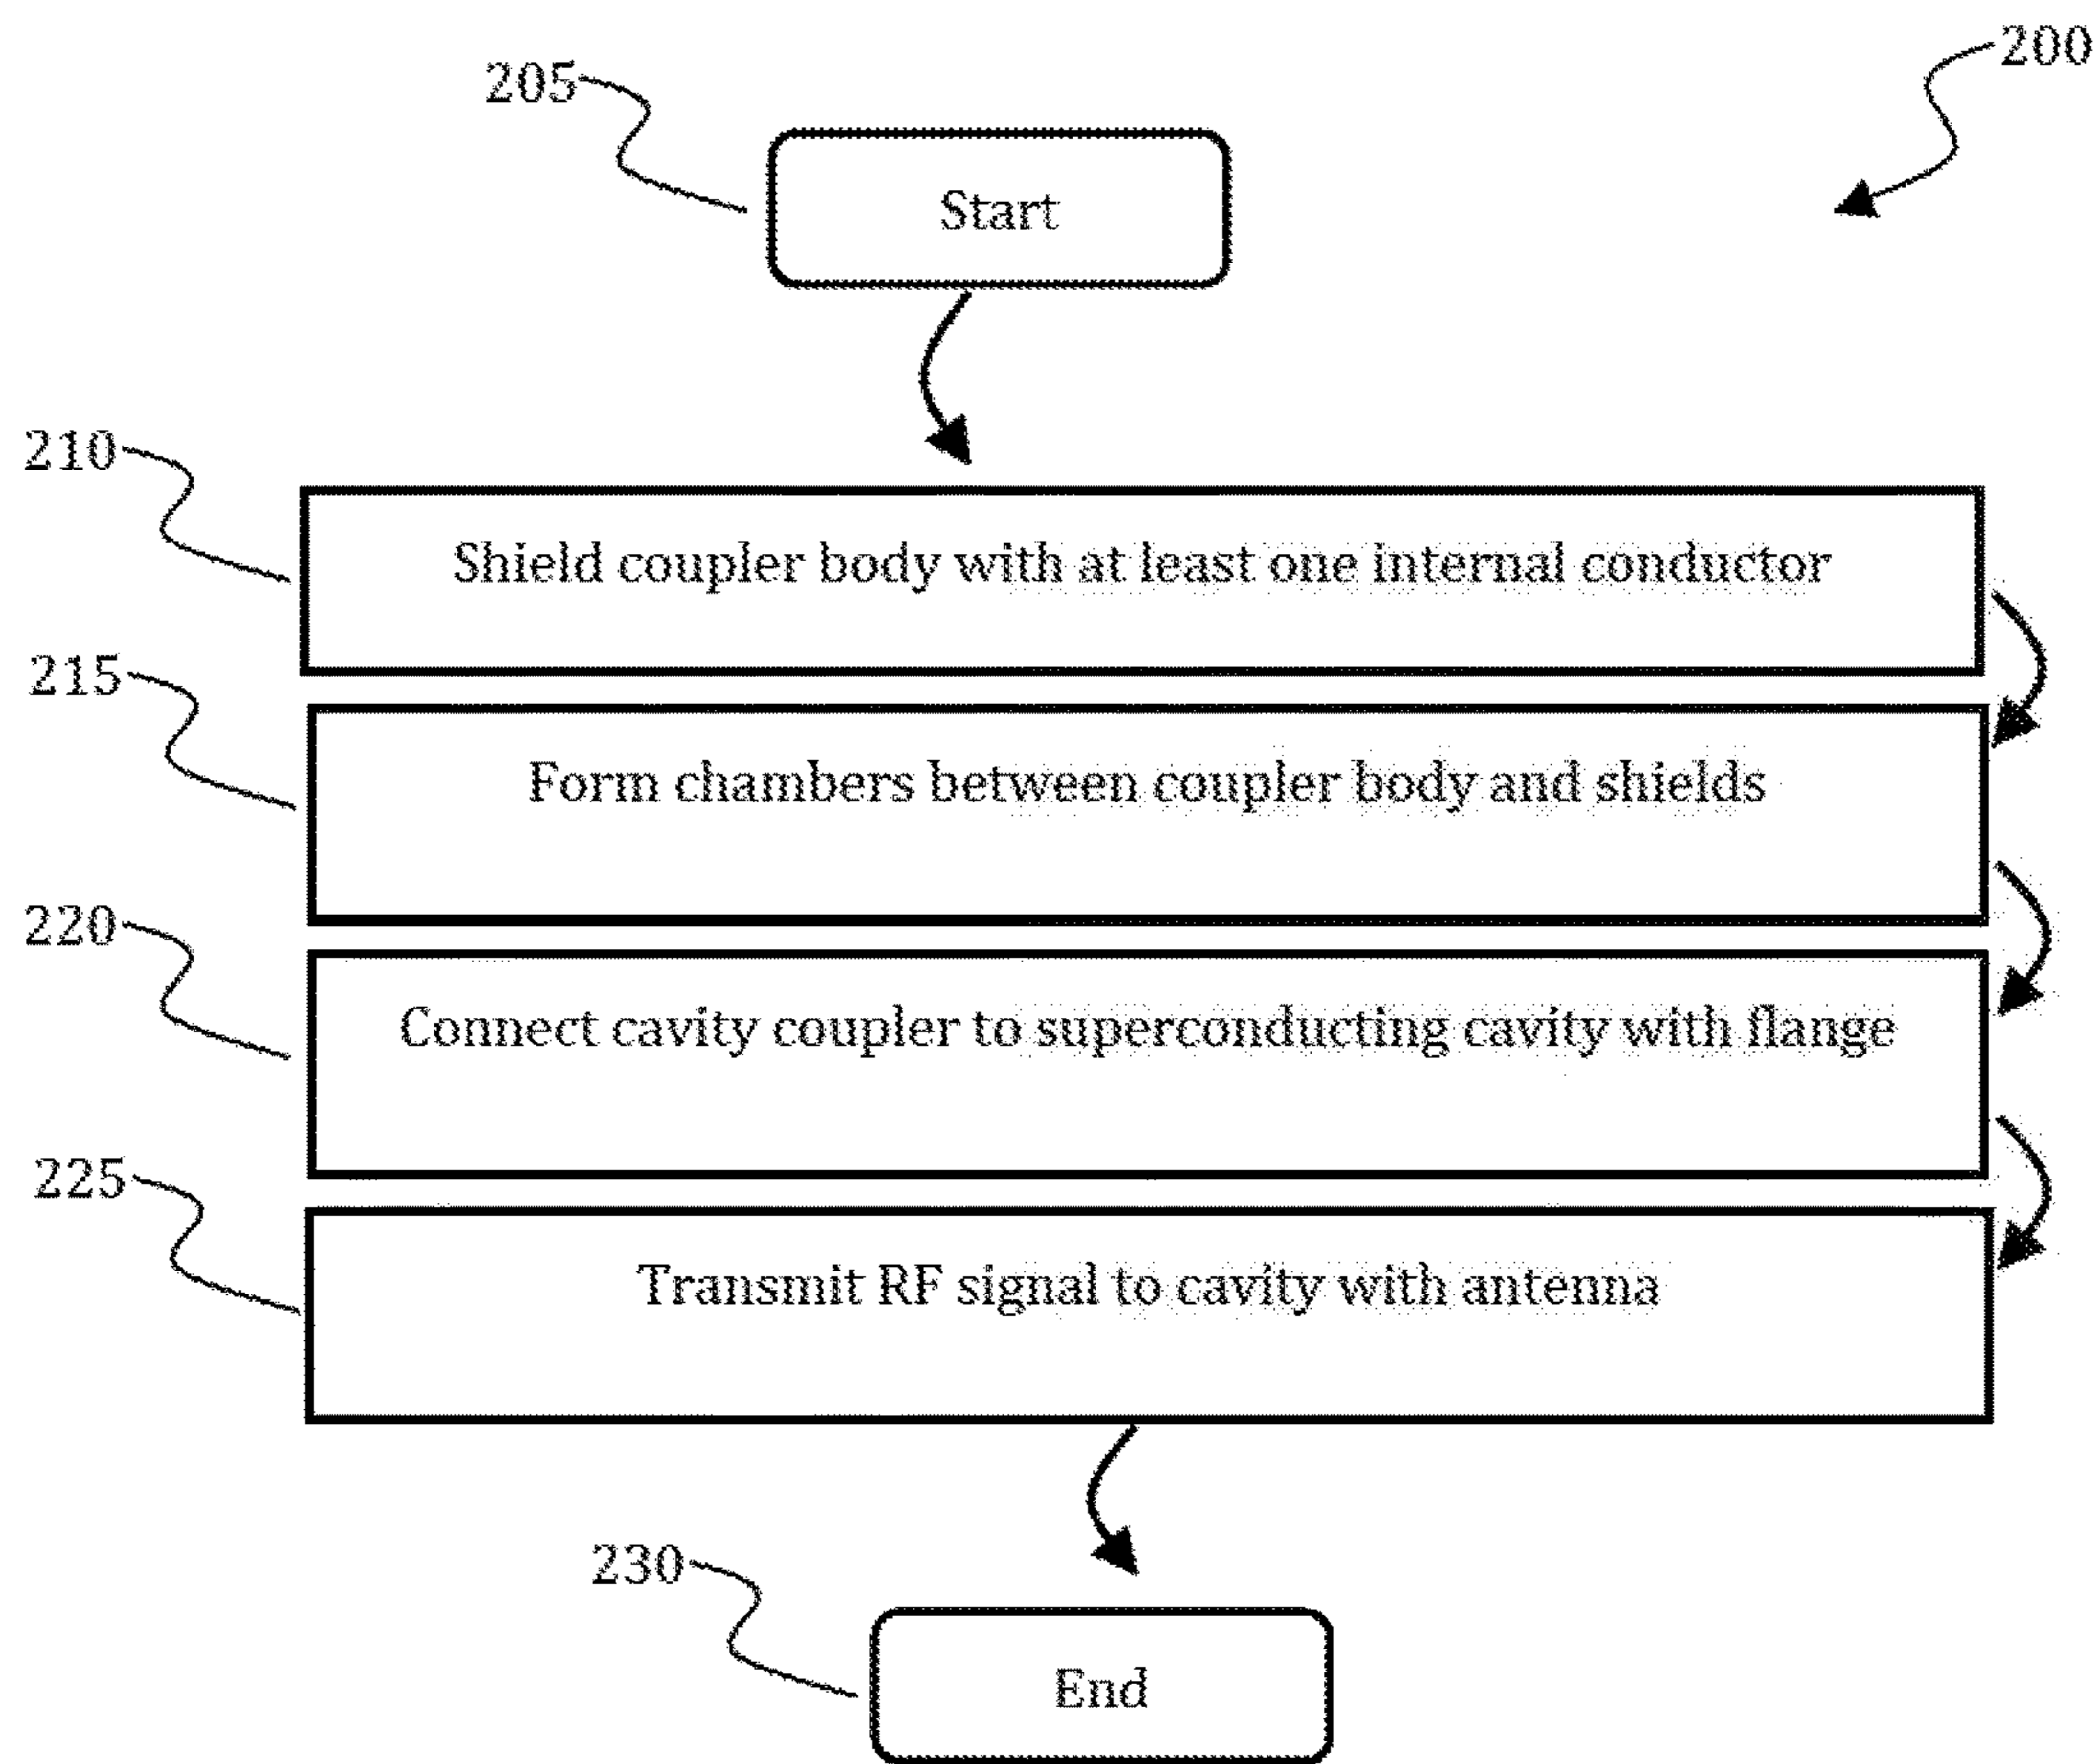 200
205
Start
210
Shield coupler body with at least one internal conductor
215
Form chambers between coupler body and shields
220
Connect cavity coupler to superconducting cavity with flange
225
Transmit RF signal to cavity with antenna
230
End